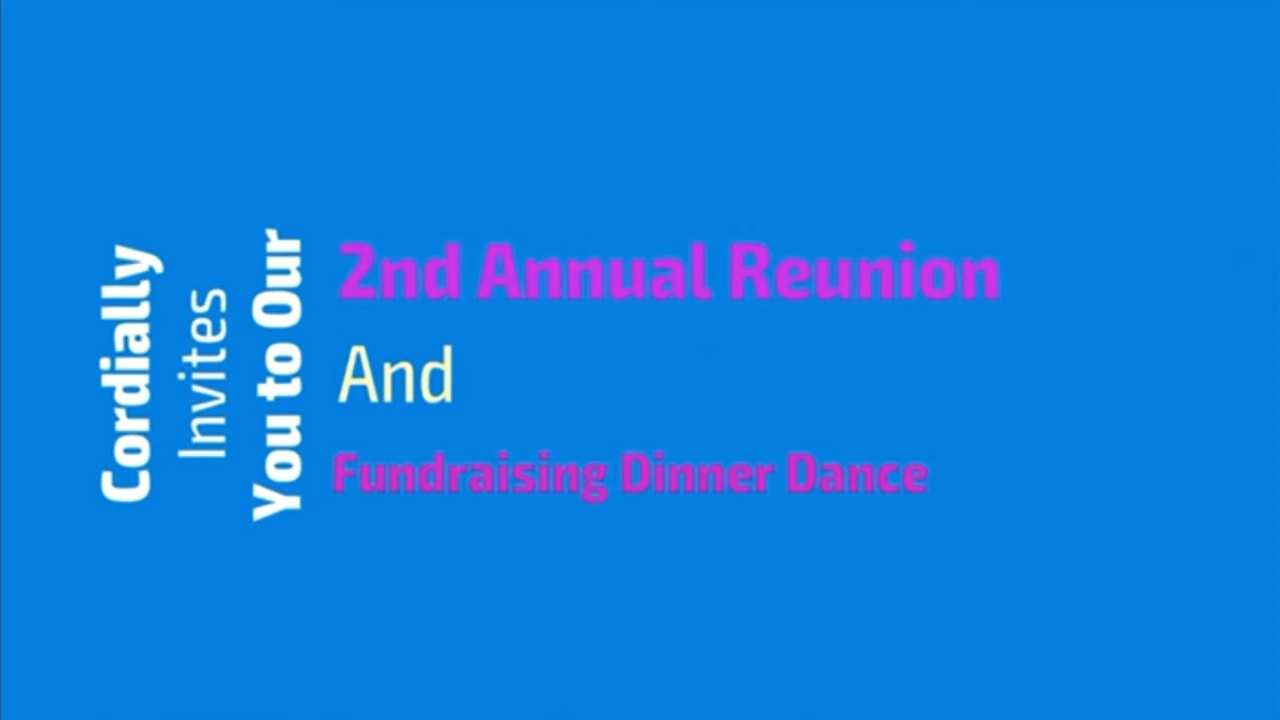 Cordially
Invites
You to Our
2nd Annual Reunion
And
Fundraising Dinner Dance